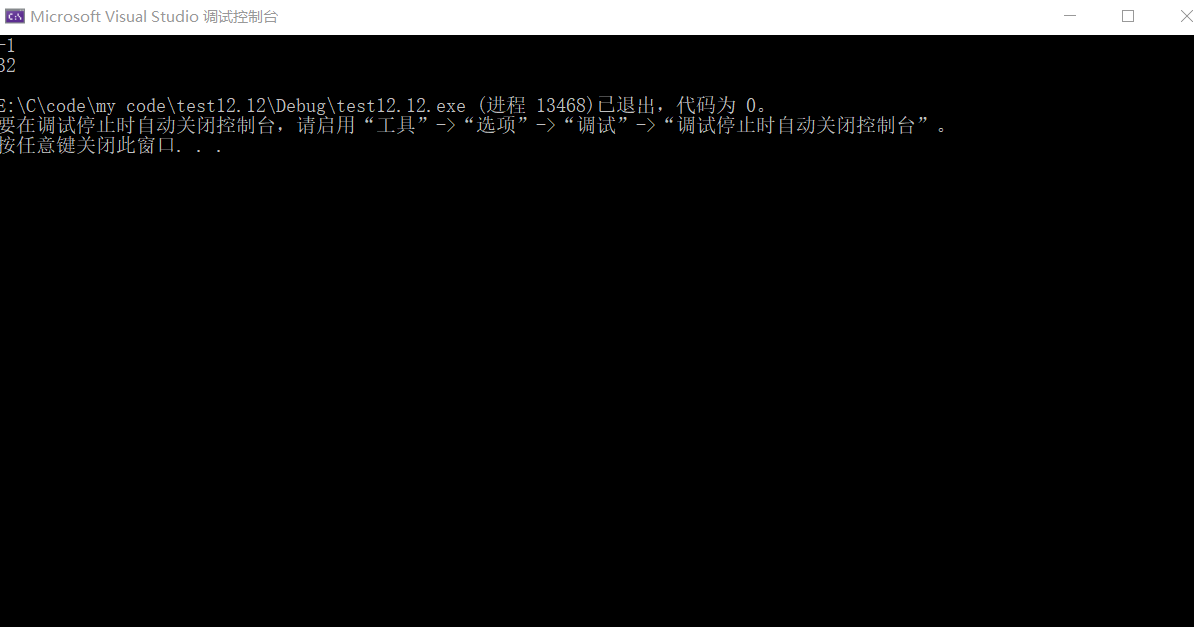 Microsoft Visual Studio 调试控制台
-1
32
E:\C\code\my code\test12.12\Debug\test12.12.exe (进程 13468)已退出，代码为 0。
要在调试停止时自动关闭控制台，请启用“工具”->“选项”->“调试”->“调试停止时自动关闭控制台”。
按任意键关闭此窗口. . .